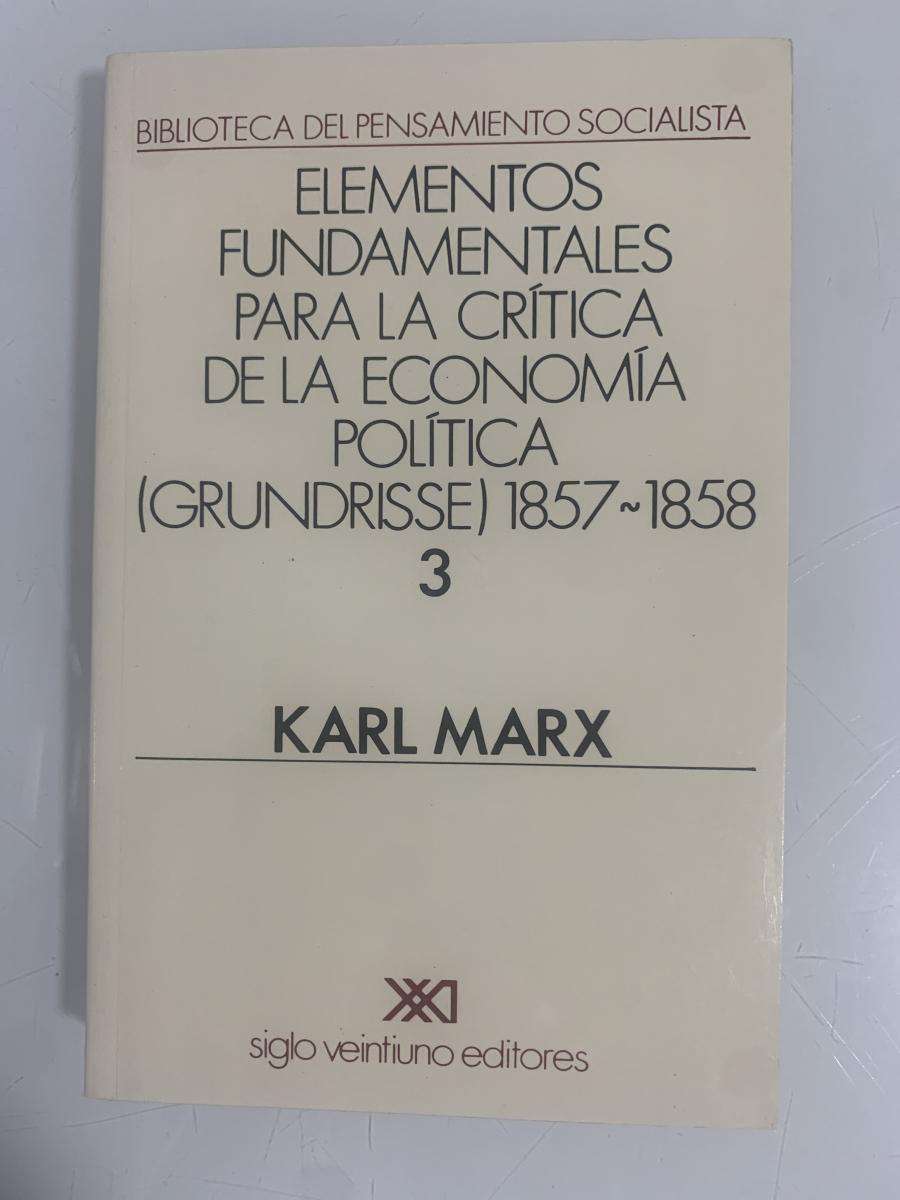 BIBLIOTECA DEL PENSAMIENTO SOCIALISTA
ELEMENTOS
FUNDAMENTALES
PARA LA CRÍTICA
DE LA ECONOMÍA
POLÍTICA
(GRUNDRISSE) 1857~1858
3
KARL MARX
XXI
siglo veintiuno editores